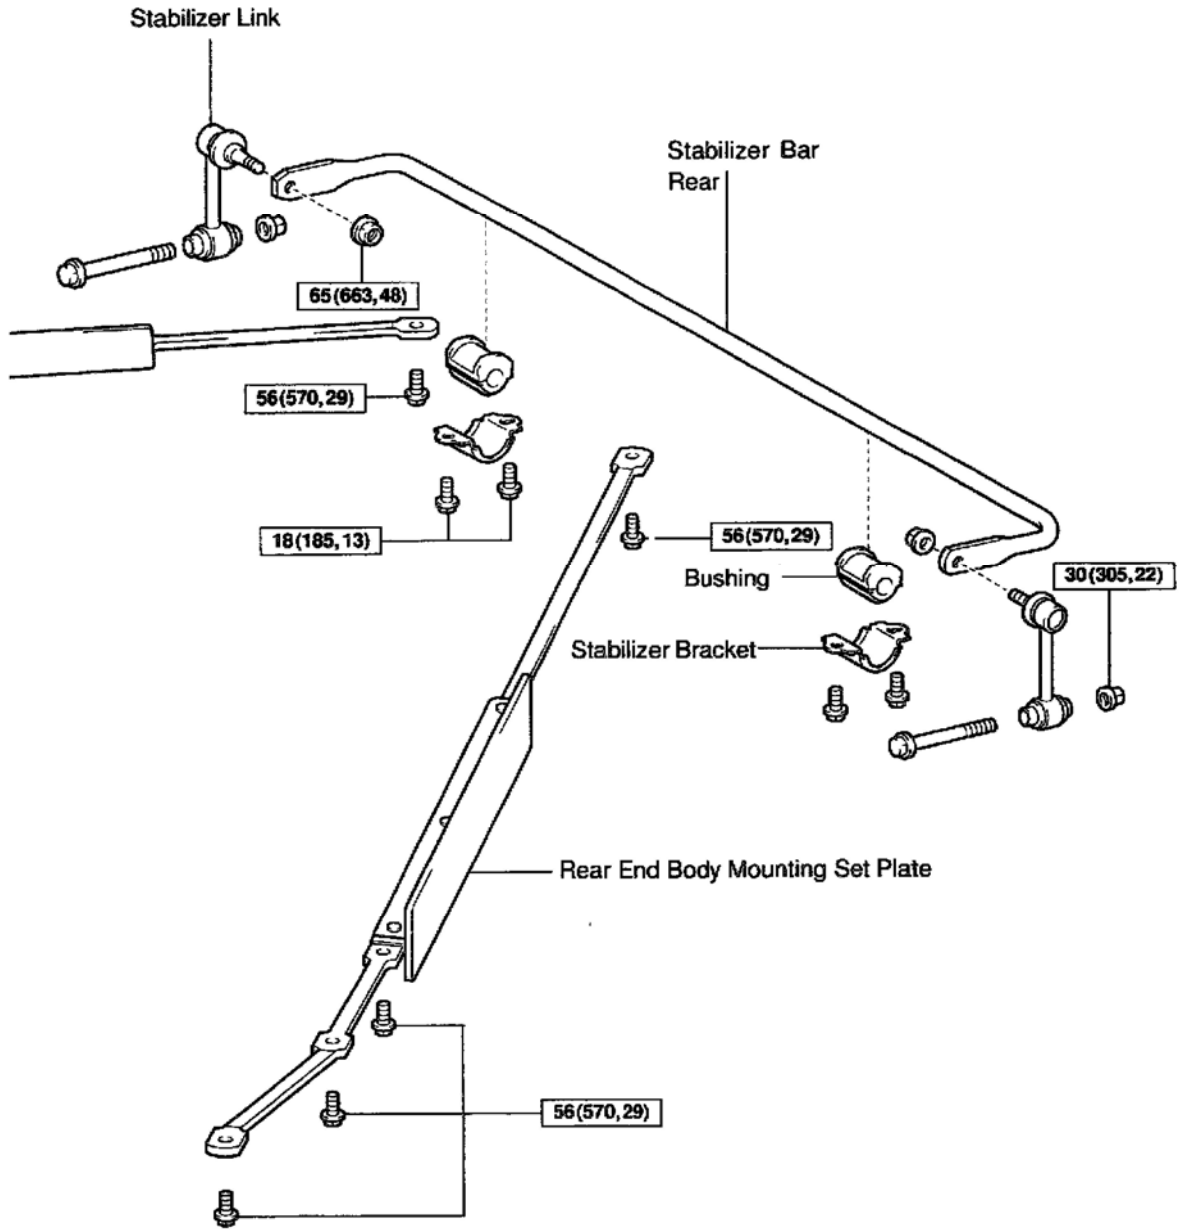 Stabilizer Link
Stabilizer Bar
Rear
65(663,48)
56(570,29)
18(185,13)
56(570,29)
Bushing
30(305,22)
Stabilizer Bracket
Rear End Body Mounting Set Plate
56(570,29)